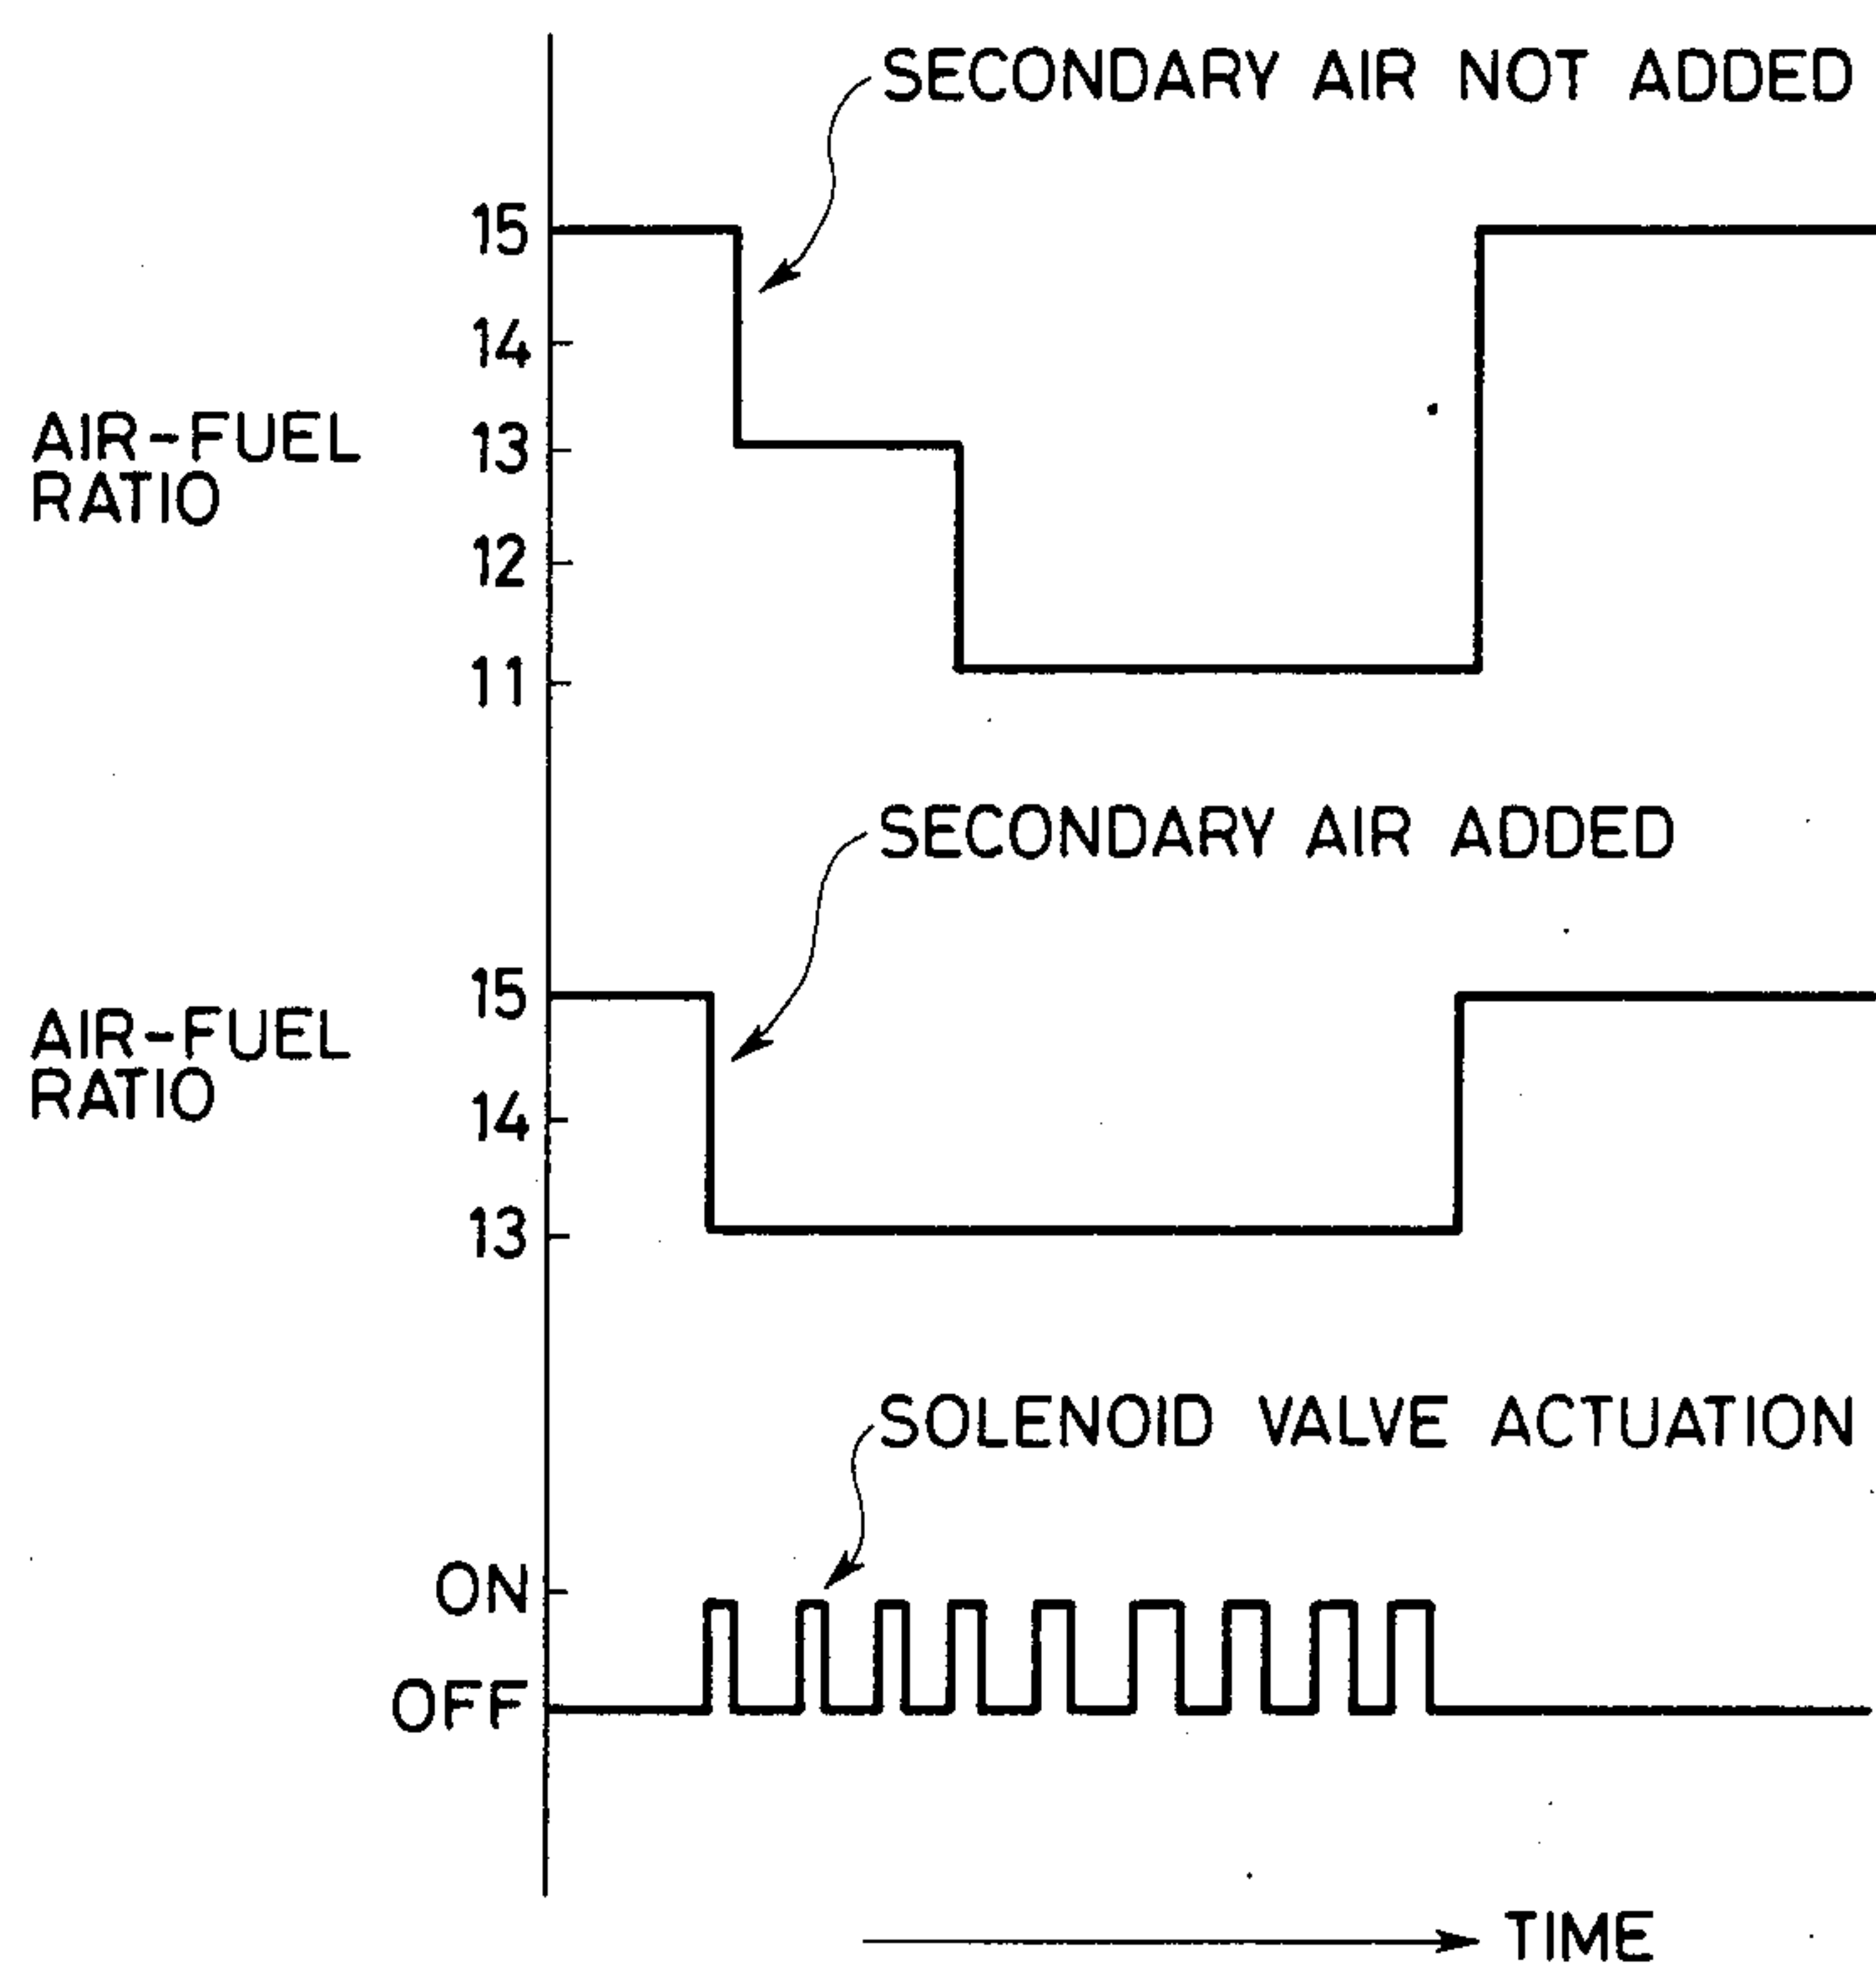 SECONDARY AIR NOT ADDED
15
14
13
12
11
AIR-FUEL
RATIO
SECONDARY AIR ADDED
15
14
13
AIR-FUEL
RATIO
SOLENOID VALVE ACTUATION
ON
OFF
TIME